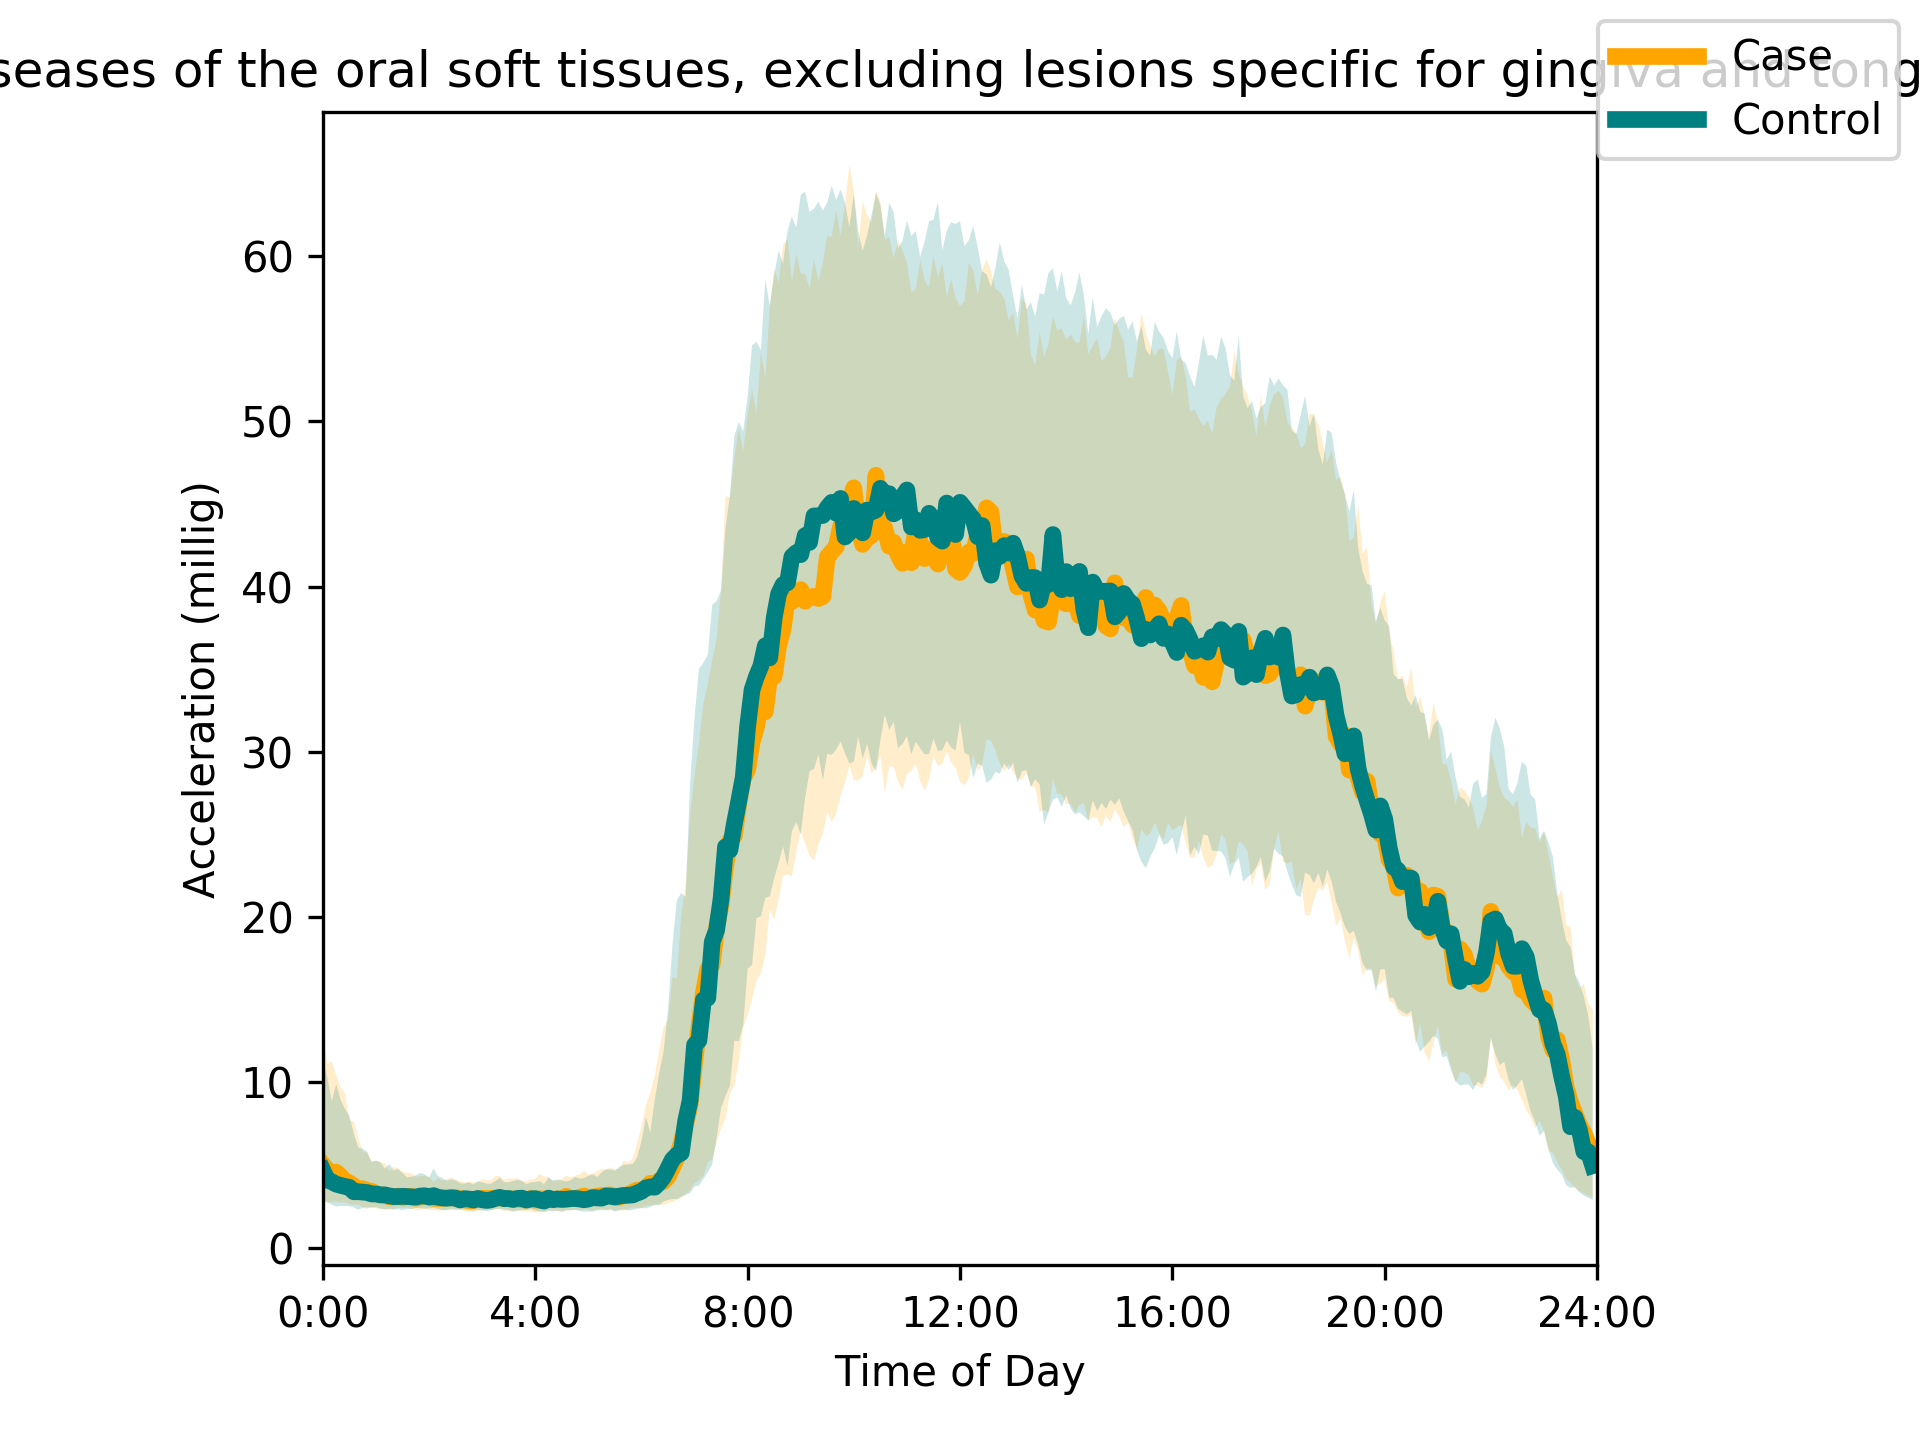 seases of the oral soft tissues, excluding lesions specific for gingiva and tong
Case
Control
60
50
40
30
20
10
0
Acceleration (millig)
0:00 4:00 8:00 12:00 16:00 20:00 24:00
Time of Day